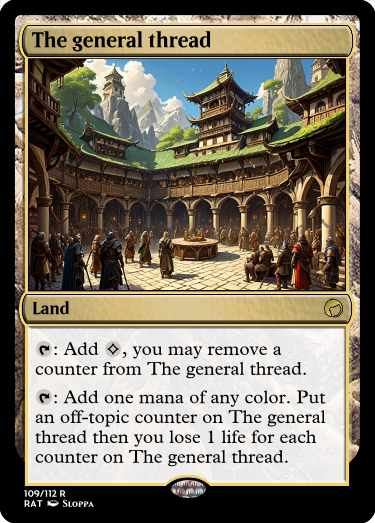 The general thread
Land
: Add , you may remove a
counter from The general thread.
: Add one mana of any color. Put
an off-topic counter on The general
thread then you lose 1 life for each
counter on The general thread.
109/112 R
RAT Sloppa